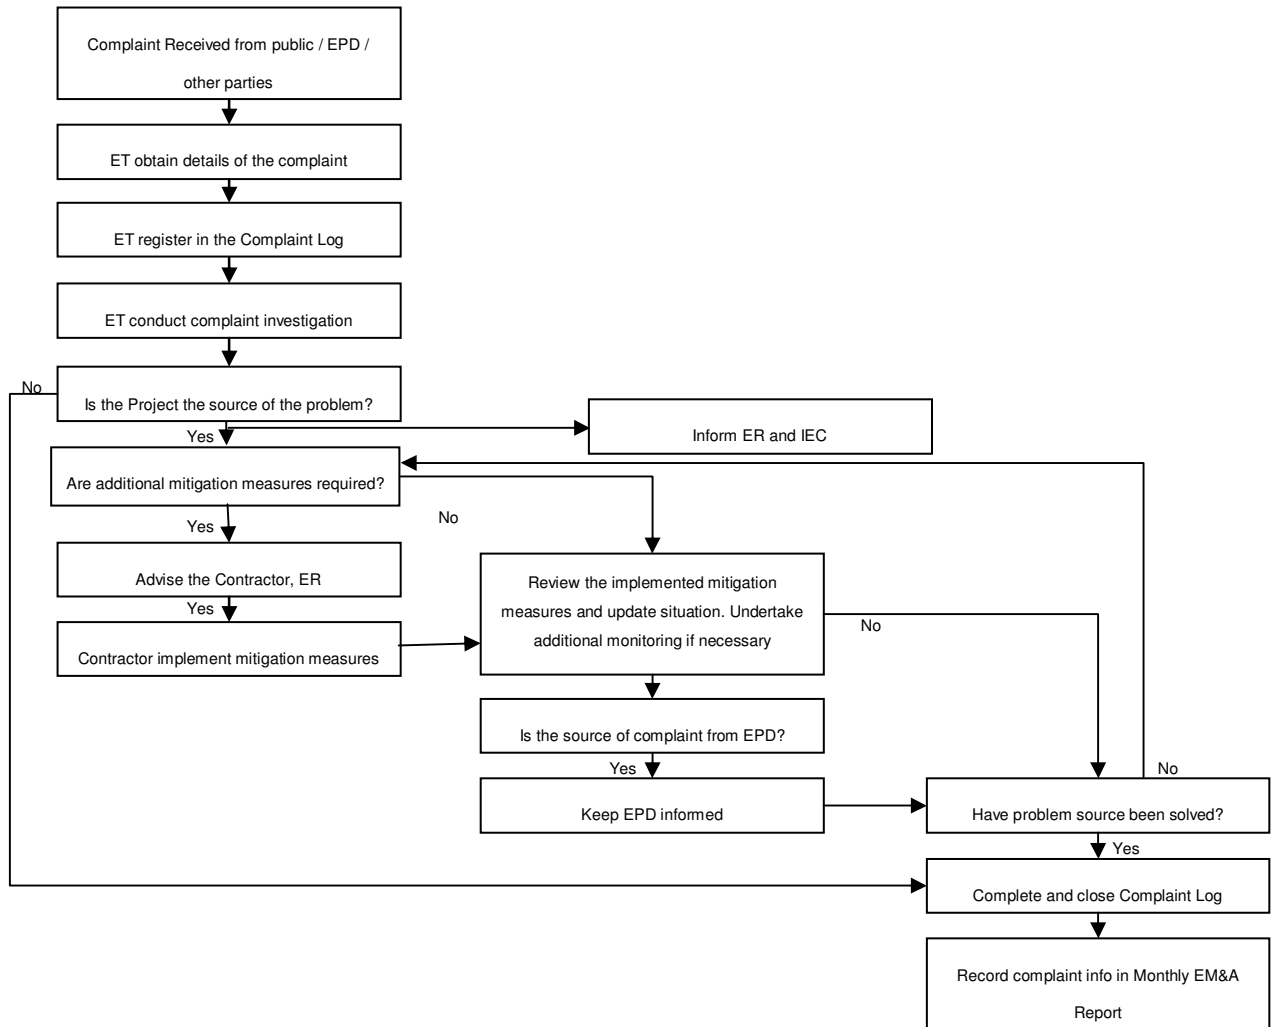 Complaint Received from public / EPD /
other parties
ET obtain details of the complaint
ET register in the Complaint Log
ET conduct complaint investigation
No
Is the Project the source of the problem?
Yes
Inform ER and IEC
Are additional mitigation measures required?
No
Yes
Advise the Contractor, ER
Yes
Contractor implement mitigation measures
Review the implemented mitigation
measures and update situation. Undertake
additional monitoring if necessary
No
Is the source of complaint from EPD?
Yes
Keep EPD informed
No
Have problem source been solved?
Yes
Complete and close Complaint Log
Record complaint info in Monthly EM&A
Report